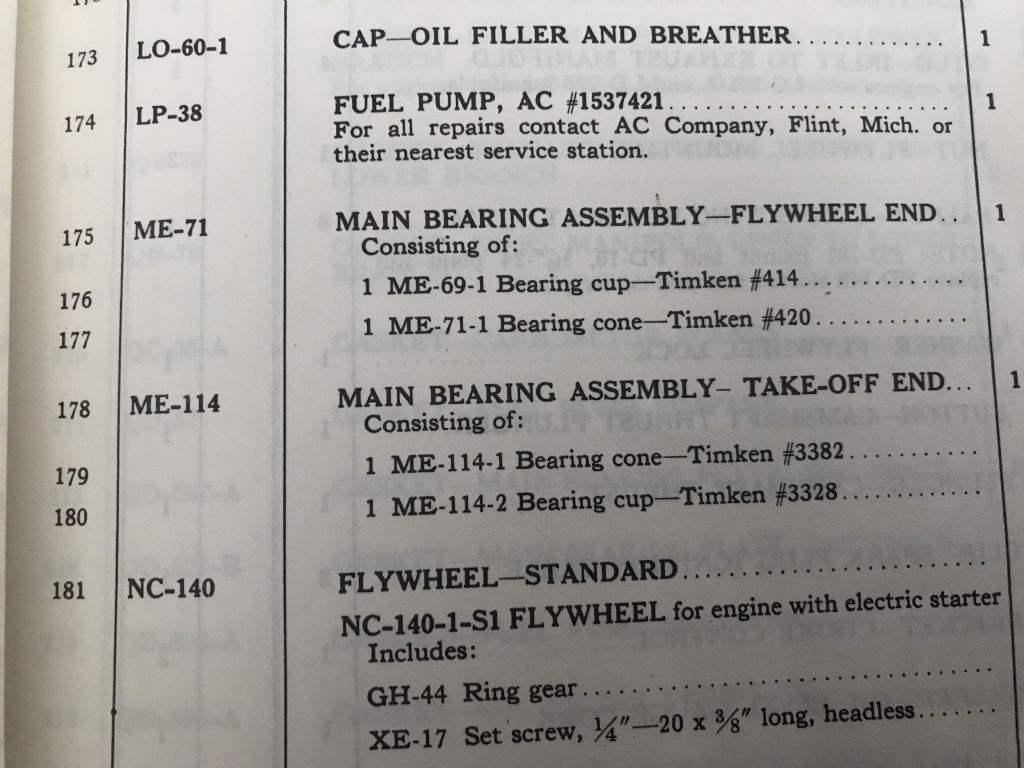 173 LO-60-1 CAP—OIL FILLER AND BREATHER............. 1
174 LP-38 FUEL PUMP, AC #1537421......................... 1
For all repairs contact AC Company, Flint, Mich. or
their nearest service station.
175 ME-71 MAIN BEARING ASSEMBLY—FLYWHEEL END.. 1
Consisting of:
176 1 ME-69-1 Bearing cup—Timken #414..............
177 1 ME-71-1 Bearing cone—Timken #420.............
178 ME-114 MAIN BEARING ASSEMBLY– TAKE-OFF END... 1
Consisting of:
179 1 ME-114-1 Bearing cone—Timken #3382...........
180 1 ME-114-2 Bearing cup—Timken #3328............
181 NC-140 FLYWHEEL—STANDARD..........................
NC-140-1-S1 FLYWHEEL for engine with electric starter
Includes:
GH-44 Ring gear.................................
XE-17 Set screw, ¼″—20 x ⅜″ long, headless.......